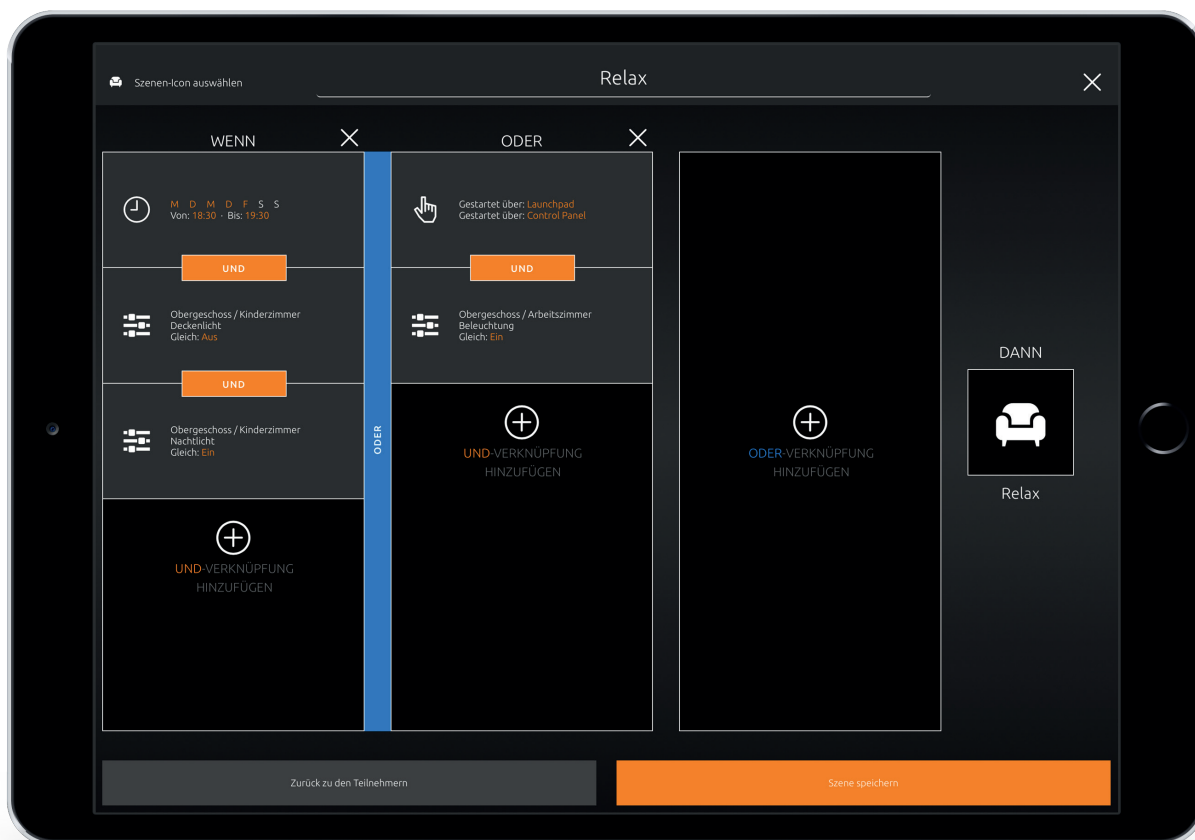 Szenen-Icon auswählen
Relax
WENN
M D M D F S S
Von: 18:30 - Bis: 19:30
UND
Obergeschoss / Kinderzimmer
Deckenlicht
Gleich: Aus
UND
Obergeschoss / Kinderzimmer
Nachtlicht
Gleich: Ein
UND-VERKNÜPFUNG
HINZUFÜGEN
ODER
ODER
Gestartet über: Launchpad
Gestartet über: Control Panel
UND
Obergeschoss / Arbeitszimmer
Beleuchtung
Gleich: Ein
UND-VERKNÜPFUNG
HINZUFÜGEN
ODER-VERKNÜPFUNG
HINZUFÜGEN
DANN
Relax
Zurück zu den Teilnehmern
Szene speichern